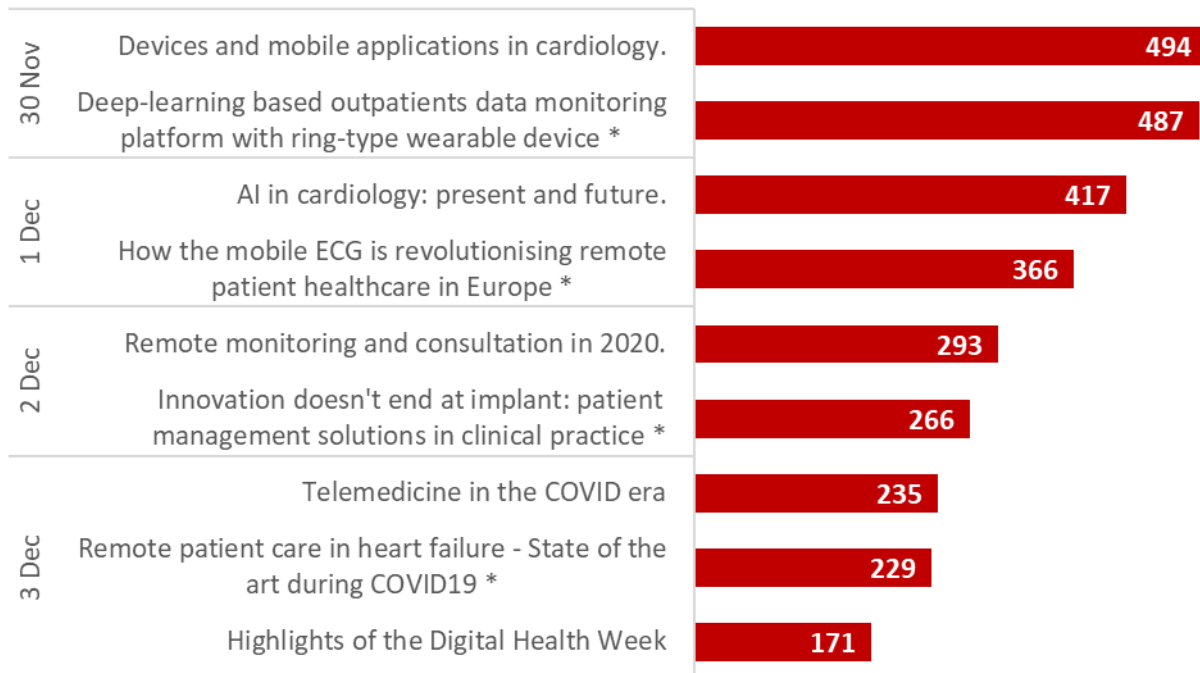 30 Nov
Devices and mobile applications in cardiology.
494
Deep-learning based outpatients data monitoring
platform with ring-type wearable device *
487
1 Dec
AI in cardiology: present and future.
417
How the mobile ECG is revolutionising remote
patient healthcare in Europe *
366
2 Dec
Remote monitoring and consultation in 2020.
293
Innovation doesn't end at implant: patient
management solutions in clinical practice *
266
3 Dec
Telemedicine in the COVID era
235
Remote patient care in heart failure - State of the
art during COVID19 *
229
Highlights of the Digital Health Week
171